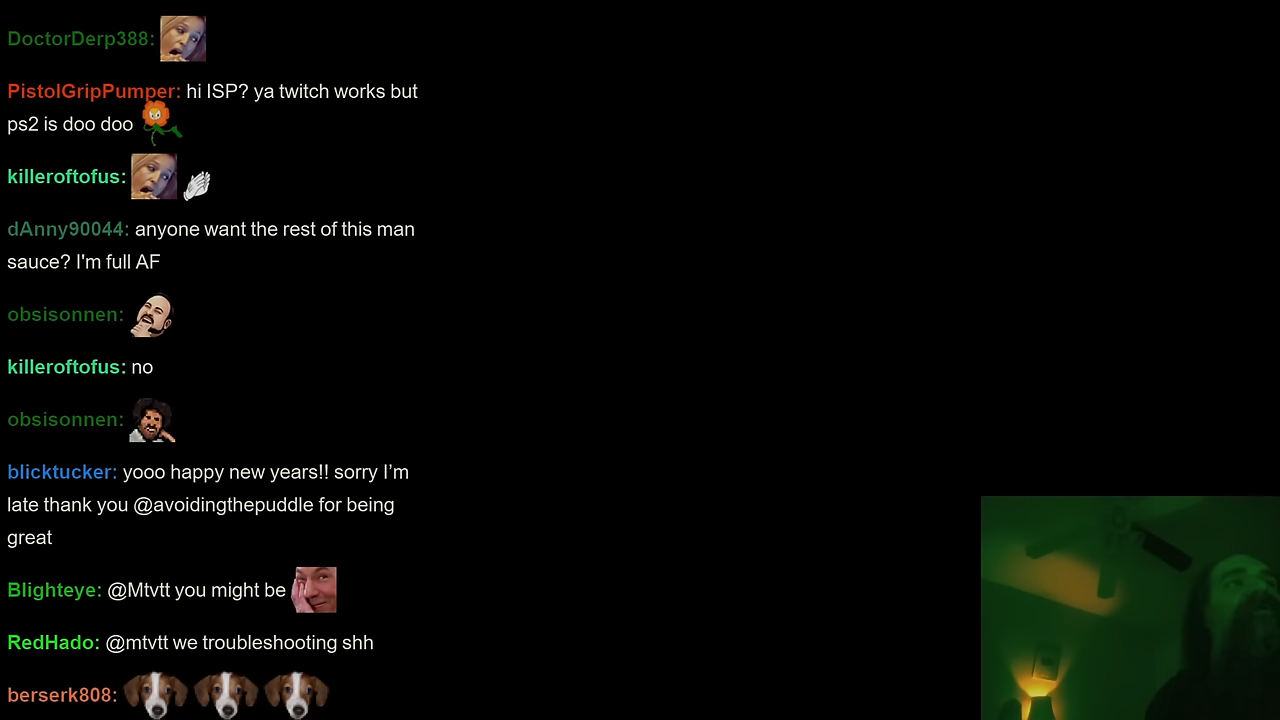 DoctorDerp388:
PistolGripPumper: hi ISP? ya twitch works but
ps2 is doo doo
killeroftofus:
dAnny90044: anyone want the rest of this man
sauce? I'm full AF
obsisonnen:
killeroftofus: no
obsisonnen:
blicktucker: yooo happy new years!! sorry I’m
late thank you @avoidingthepuddle for being
great
Blighteye: @Mtvtt you might be
RedHado: @mtvtt we troubleshooting shh
berserk808: